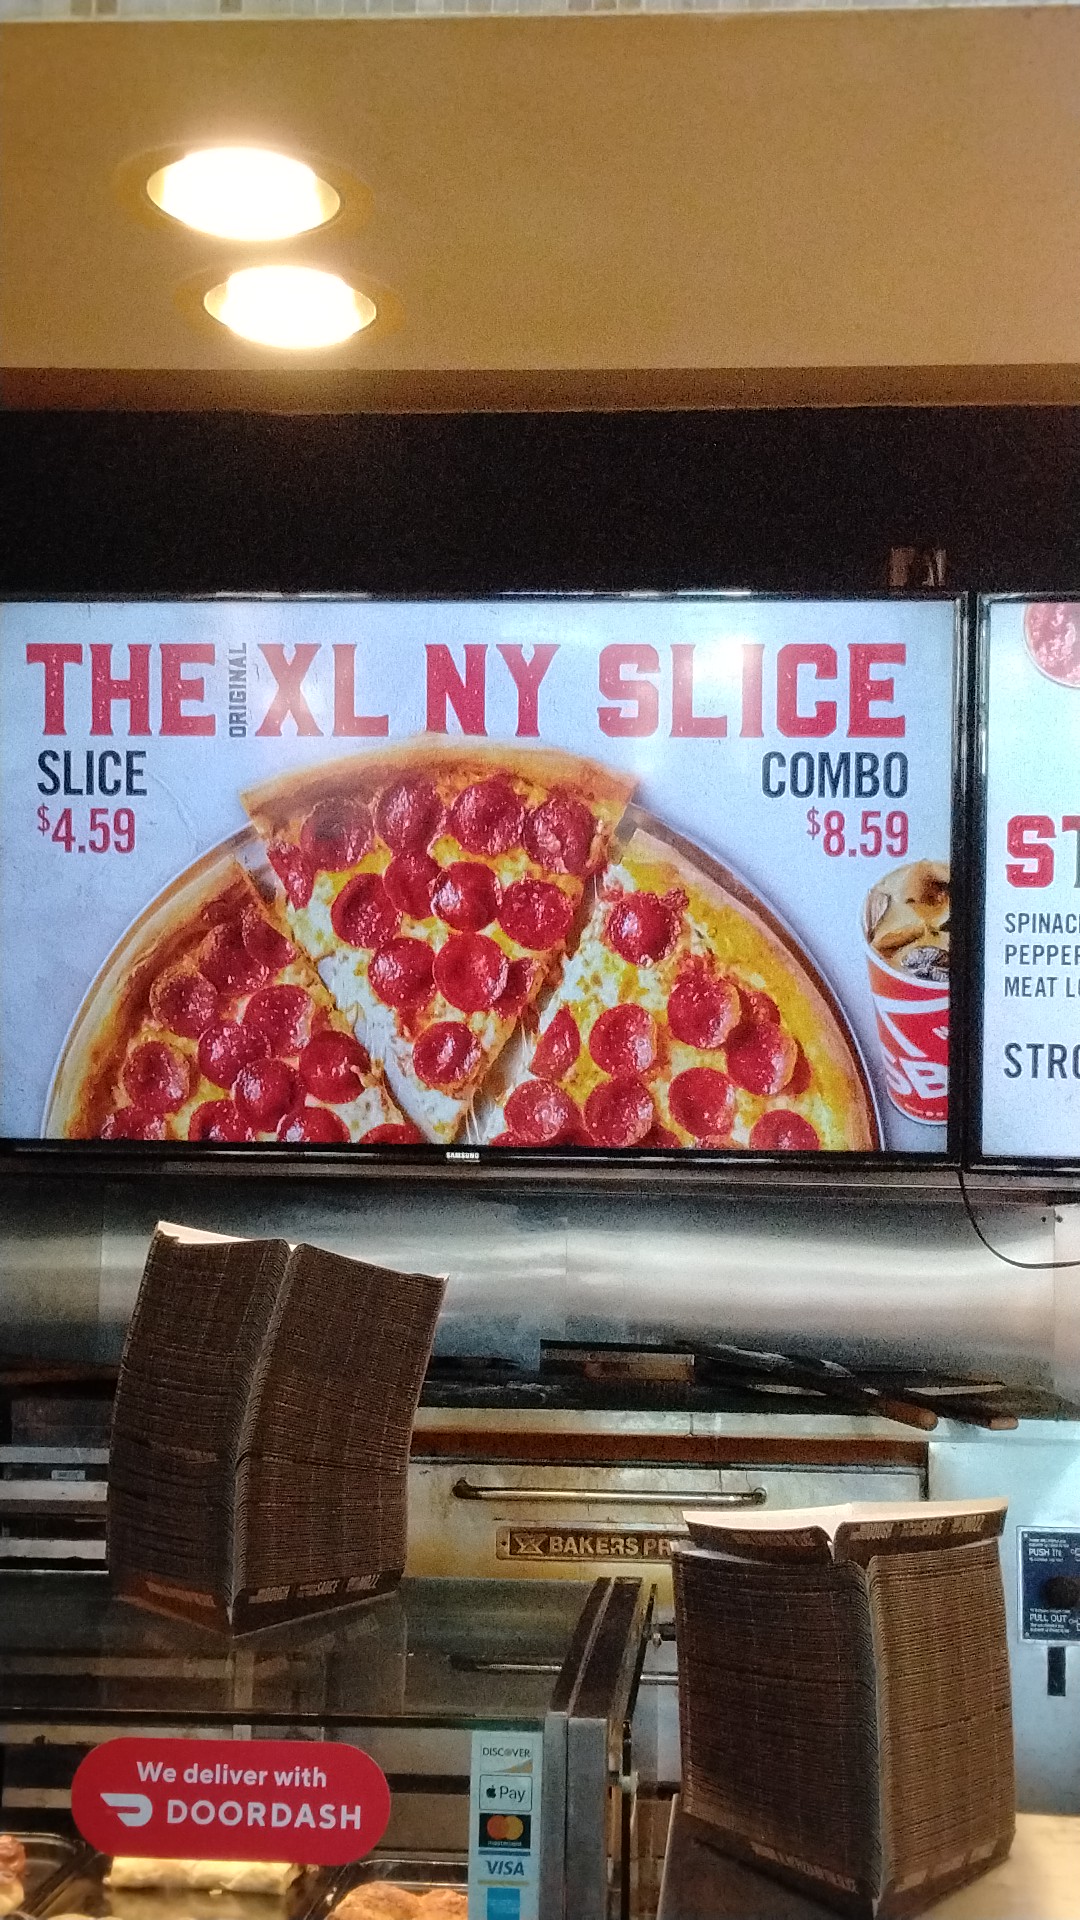 THE ORIGINAL XL NY SLICE
SLICE
$4.59
COMBO
$8.59
SAMSUNG
ST
SPINAC
PEPPER
MEAT L
STRO
BAKERS PR
PUSH IN
PULL OUT
We deliver with
DOORDASH
DISCOVER
Pay
mastercard
VISA